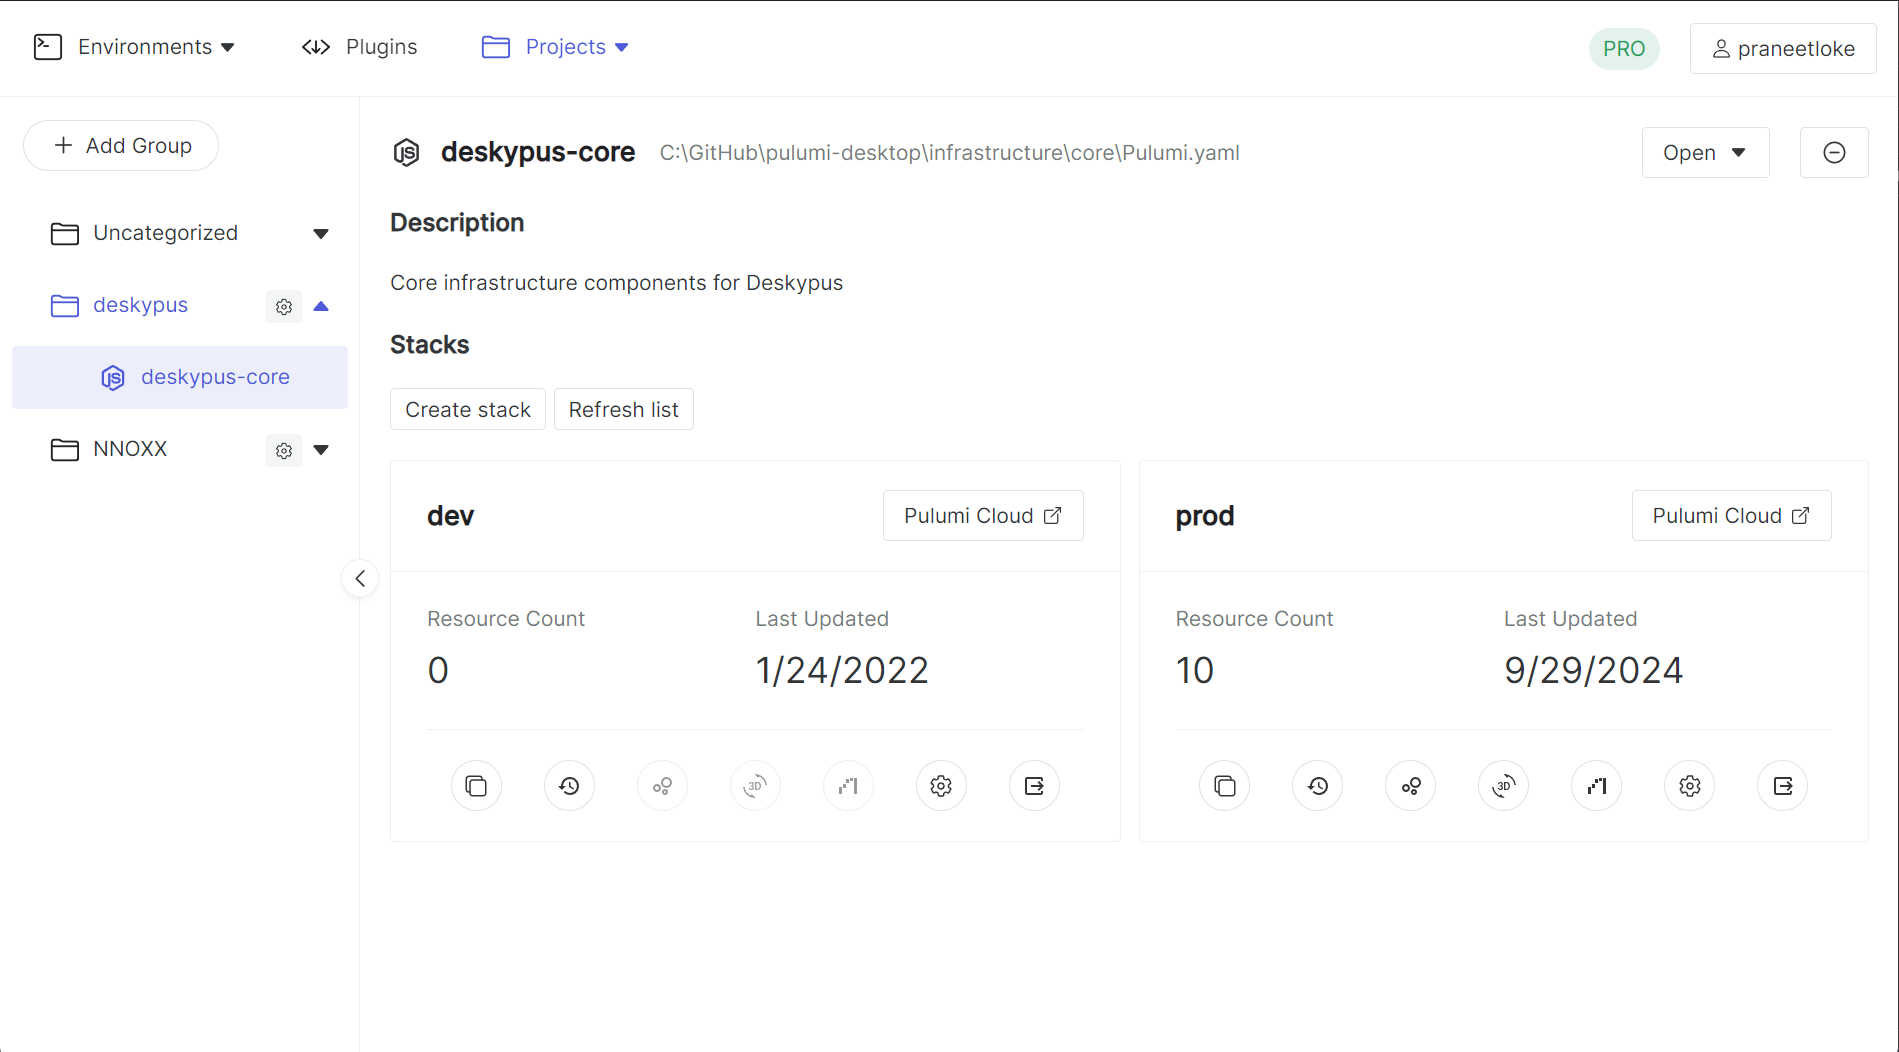 Environments
Plugins
Projects
PRO
praneetloke
Add Group
Uncategorized
deskypus
JS deskypus-core
NNOXX
JS deskypus-core C:\GitHub\pulumi-desktop\infrastructure\core\Pulumi.yaml
Open
Description
Core infrastructure components for Deskypus
Stacks
Create stack
Refresh list
dev
Pulumi Cloud
Resource Count
Last Updated
0
1/24/2022
3D
prod
Pulumi Cloud
Resource Count
Last Updated
10
9/29/2024
3D